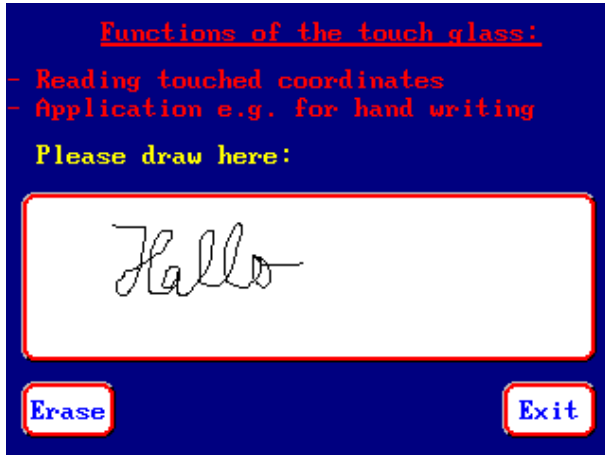 Functions of the touch glass:
- Reading touched coordinates
- Application e.g. for hand writing
Please draw here:
Hallo
Erase
Exit